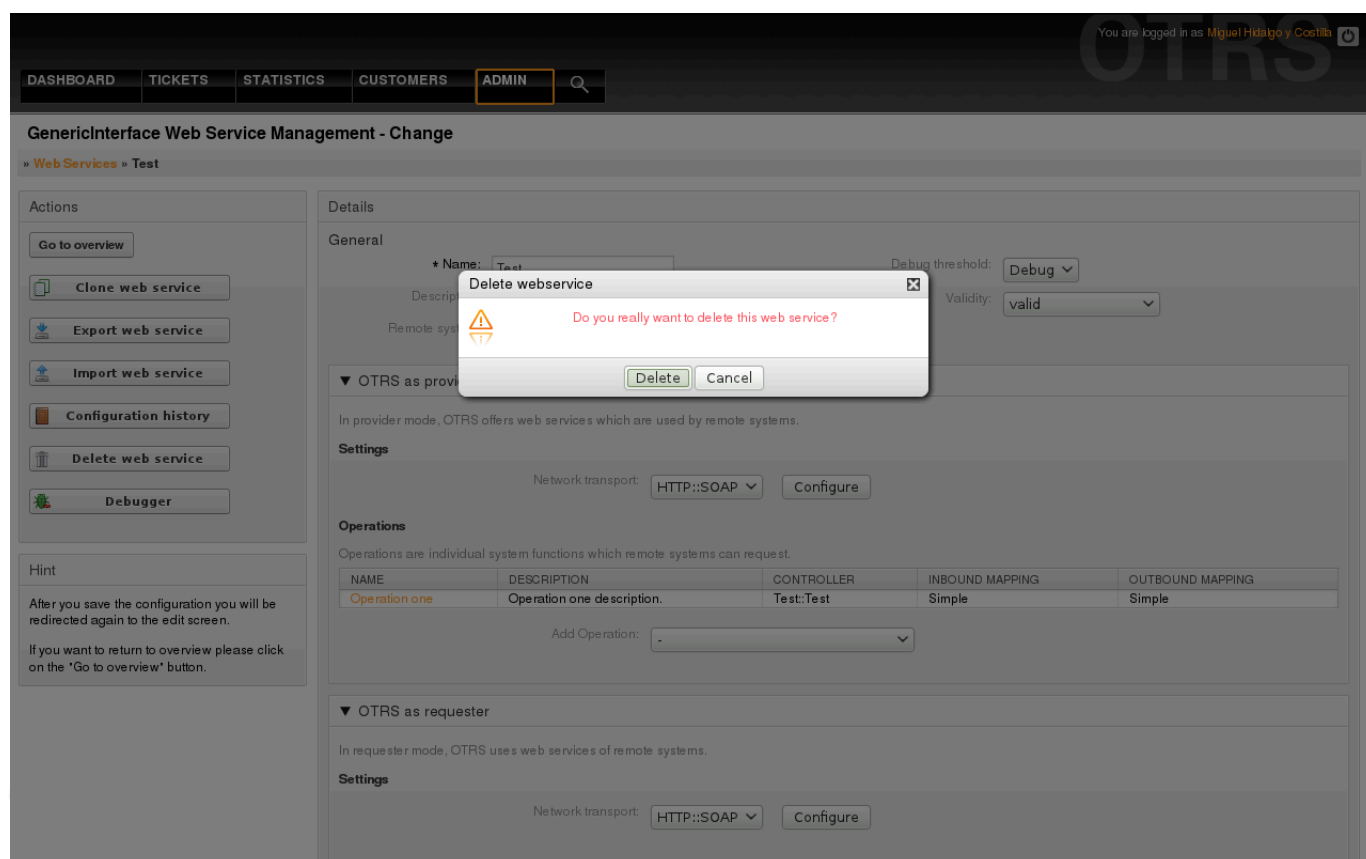 OTRS
You are logged in as Miguel Hidalgo y Costilla
DASHBOARD TICKETS STATISTICS CUSTOMERS ADMIN
GenericInterface Web Service Management - Change
» Web Services » Test
Actions
Go to overview
Clone web service
Export web service
Import web service
Configuration history
Delete web service
Debugger
Hint
After you save the configuration you will be
redirected again to the edit screen.
If you want to return to overview please click
on the "Go to overview" button.
Details
General
* Name: Test
Debug threshold: Debug
Descrip
Validity: valid
Remote syst
Delete webservice
Do you really want to delete this web service?
Delete Cancel
▼ OTRS as provi
In provider mode, OTRS offers web services which are used by remote systems.
Settings
Network transport: HTTP::SOAP Configure
Operations
Operations are individual system functions which remote systems can request.
NAME DESCRIPTION CONTROLLER INBOUND MAPPING OUTBOUND MAPPING
Operation one Operation one description. Test::Test Simple Simple
Add Operation: -
▼ OTRS as requester
In requester mode, OTRS uses web services of remote systems.
Settings
Network transport: HTTP::SOAP Configure